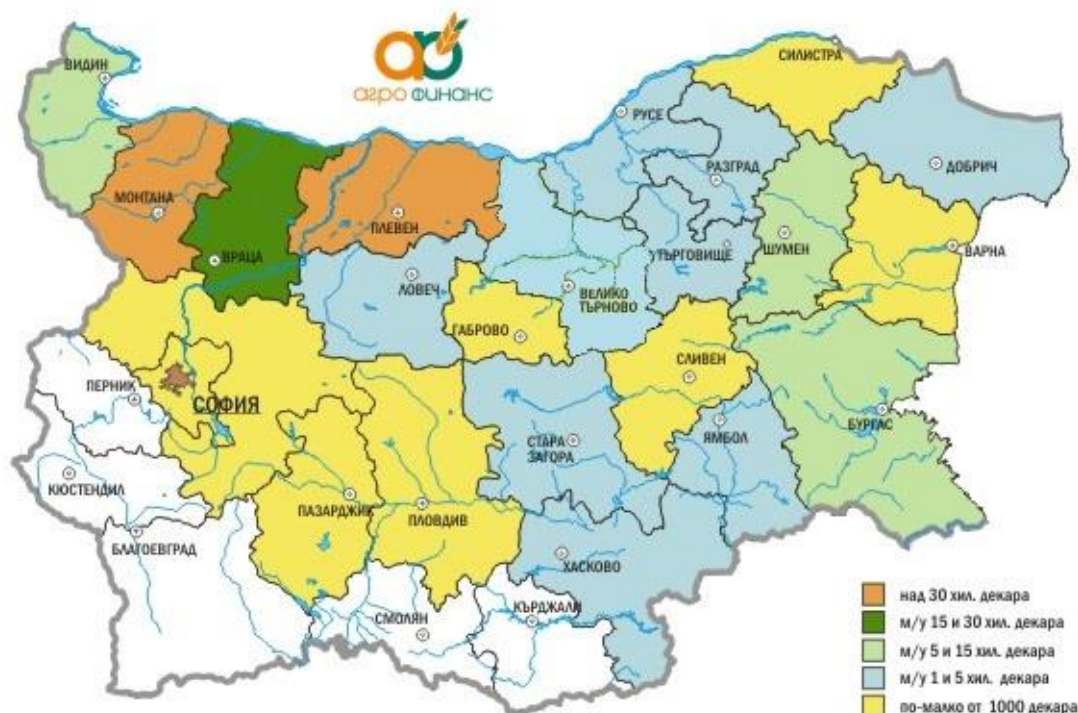 агро финанс
СИЛИСТРА
ВИДИН
РУСЕ
РАЗГРАД
ДОБРИЧ
МОНТАНА
ПЛЕВЕН
ВРАЦА
ТЪРГОВИЩЕ
ШУМЕН
ВАРНА
ЛОВЕЧ
ВЕЛИКО
ТЪРНОВО
ГАБРОВО
СЛИВЕН
ПЕРНИК
СОФИЯ
БУРГАС
ЯМБОЛ
СТАРА
ЗАГОРА
КЮСТЕНДИЛ
ПАЗАРДЖИК
ПЛОВДИВ
БЛАГОЕВГРАД
ХАСКОВО
СМОЛЯН
КЪРДЖАЛИ
над 30 хил. декара
м/у 15 и 30 хил. декара
м/у 5 и 15 хил. декара
м/у 1 и 5 хил. декара
по-малко от 1000 декара